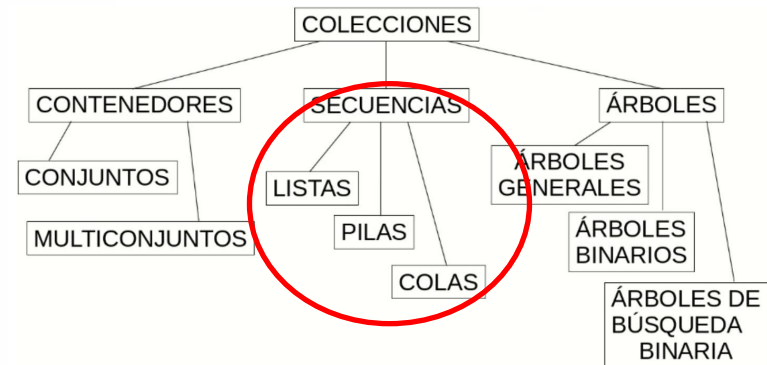 COLECCIONES
CONTENEDORES
SECUENCIAS
ÁRBOLES
CONJUNTOS
MULTICONJUNTOS
LISTAS
PILAS
COLAS
ÁRBOLES
GENERALES
ÁRBOLES
BINARIOS
ÁRBOLES DE
BÚSQUEDA
BINARIA